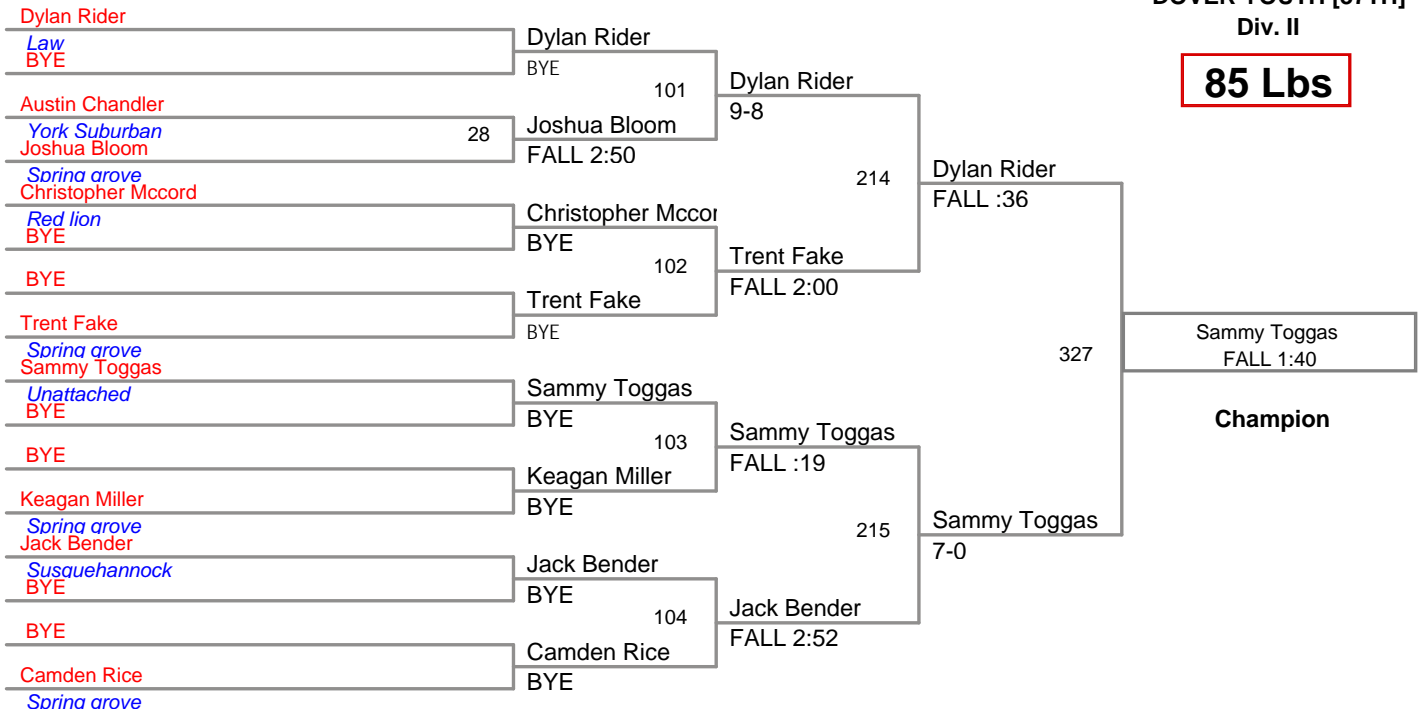 DOVER YOUTH [87TH]
Div. II
85 Lbs
Dylan Rider
Law
BYE
Austin Chandler
York Suburban
Joshua Bloom
Spring grove
Christopher Mccord
Red lion
BYE
BYE
Trent Fake
Spring grove
Sammy Toggas
Unattached
BYE
BYE
Keagan Miller
Spring grove
Jack Bender
Susquehannock
BYE
BYE
Camden Rice
Spring grove
28
Dylan Rider
BYE
Joshua Bloom
FALL 2:50
Christopher Mccor
BYE
Trent Fake
BYE
Sammy Toggas
BYE
Keagan Miller
BYE
Jack Bender
BYE
Camden Rice
BYE
101
102
103
104
Dylan Rider
9-8
Trent Fake
FALL 2:00
Sammy Toggas
FALL :19
Jack Bender
FALL 2:52
214
215
Dylan Rider
FALL :36
Sammy Toggas
7-0
327
Sammy Toggas
FALL 1:40
Champion